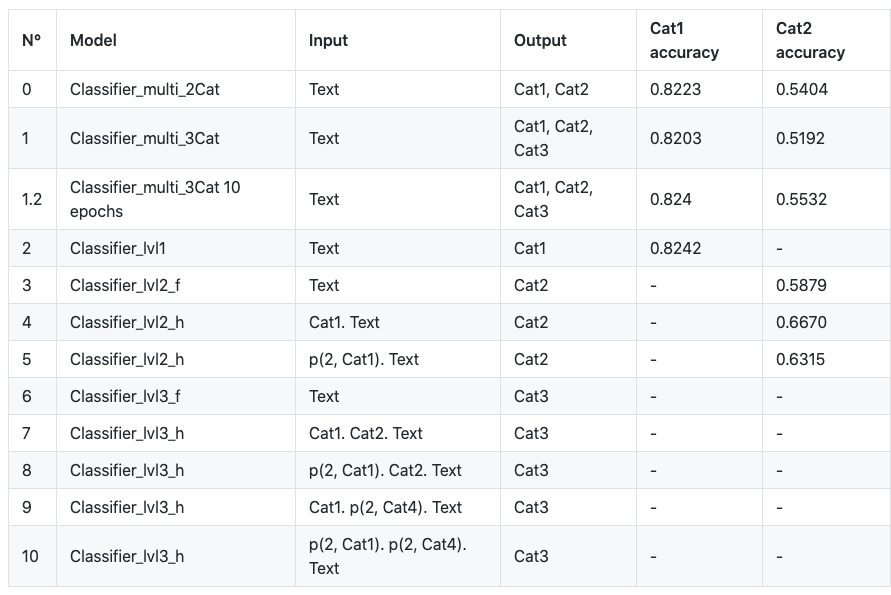 N° Model Input Output Cat1 accuracy Cat2 accuracy
0 Classifier_multi_2Cat Text Cat1, Cat2 0.8223 0.5404
1 Classifier_multi_3Cat Text Cat1, Cat2, Cat3 0.8203 0.5192
1.2 Classifier_multi_3Cat 10 epochs Text Cat1, Cat2, Cat3 0.824 0.5532
2 Classifier_lvl1 Text Cat1 0.8242 -
3 Classifier_lvl2_f Text Cat2 - 0.5879
4 Classifier_lvl2_h Cat1. Text Cat2 - 0.6670
5 Classifier_lvl2_h p(2, Cat1). Text Cat2 - 0.6315
6 Classifier_lvl3_f Text Cat3 - -
7 Classifier_lvl3_h Cat1. Cat2. Text Cat3 - -
8 Classifier_lvl3_h p(2, Cat1). Cat2. Text Cat3 - -
9 Classifier_lvl3_h Cat1. p(2, Cat4). Text Cat3 - -
10 Classifier_lvl3_h p(2, Cat1). p(2, Cat4). Text Cat3 - -